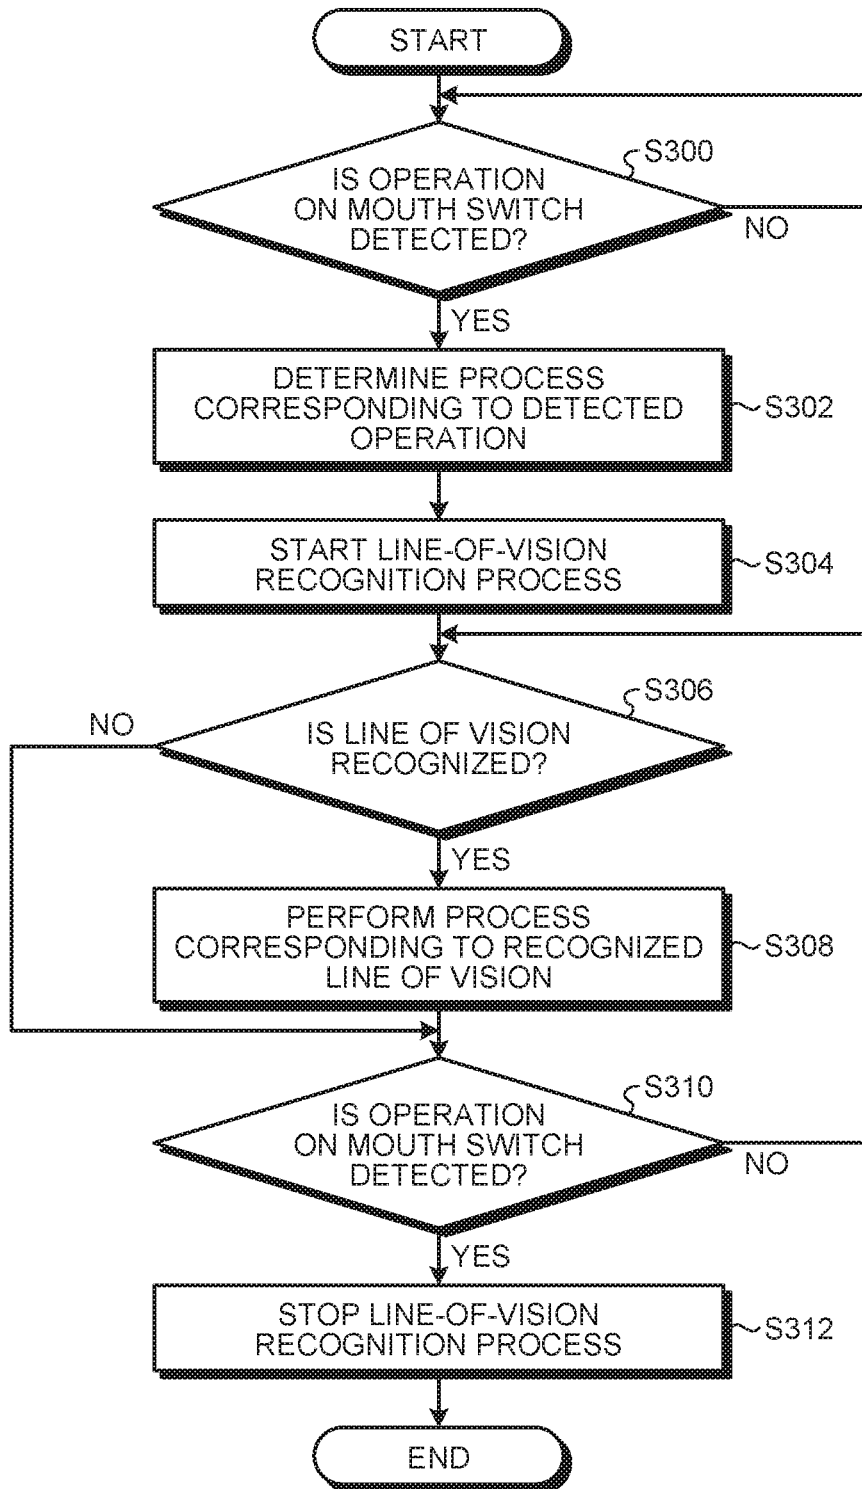 START
S300
IS OPERATION
ON MOUTH SWITCH
DETECTED?
NO
YES
DETERMINE PROCESS
CORRESPONDING TO DETECTED
OPERATION
S302
START LINE-OF-VISION
RECOGNITION PROCESS
S304
S306
NO
IS LINE OF VISION
RECOGNIZED?
YES
PERFORM PROCESS
CORRESPONDING TO RECOGNIZED
LINE OF VISION
S308
S310
IS OPERATION
ON MOUTH SWITCH
DETECTED?
NO
YES
STOP LINE-OF-VISION
RECOGNITION PROCESS
S312
END